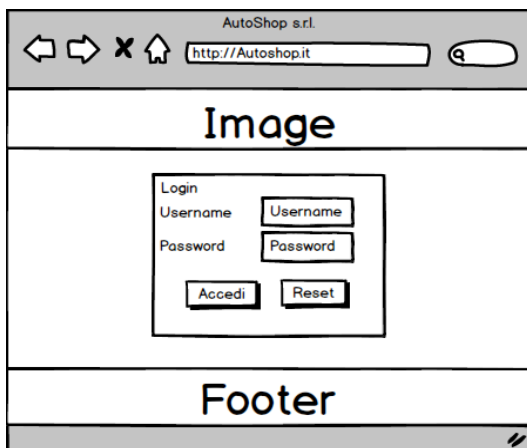 AutoShop s.r.l.
http://Autoshop.it
Image
Login
Username Username
Password Password
Accedi Reset
Footer